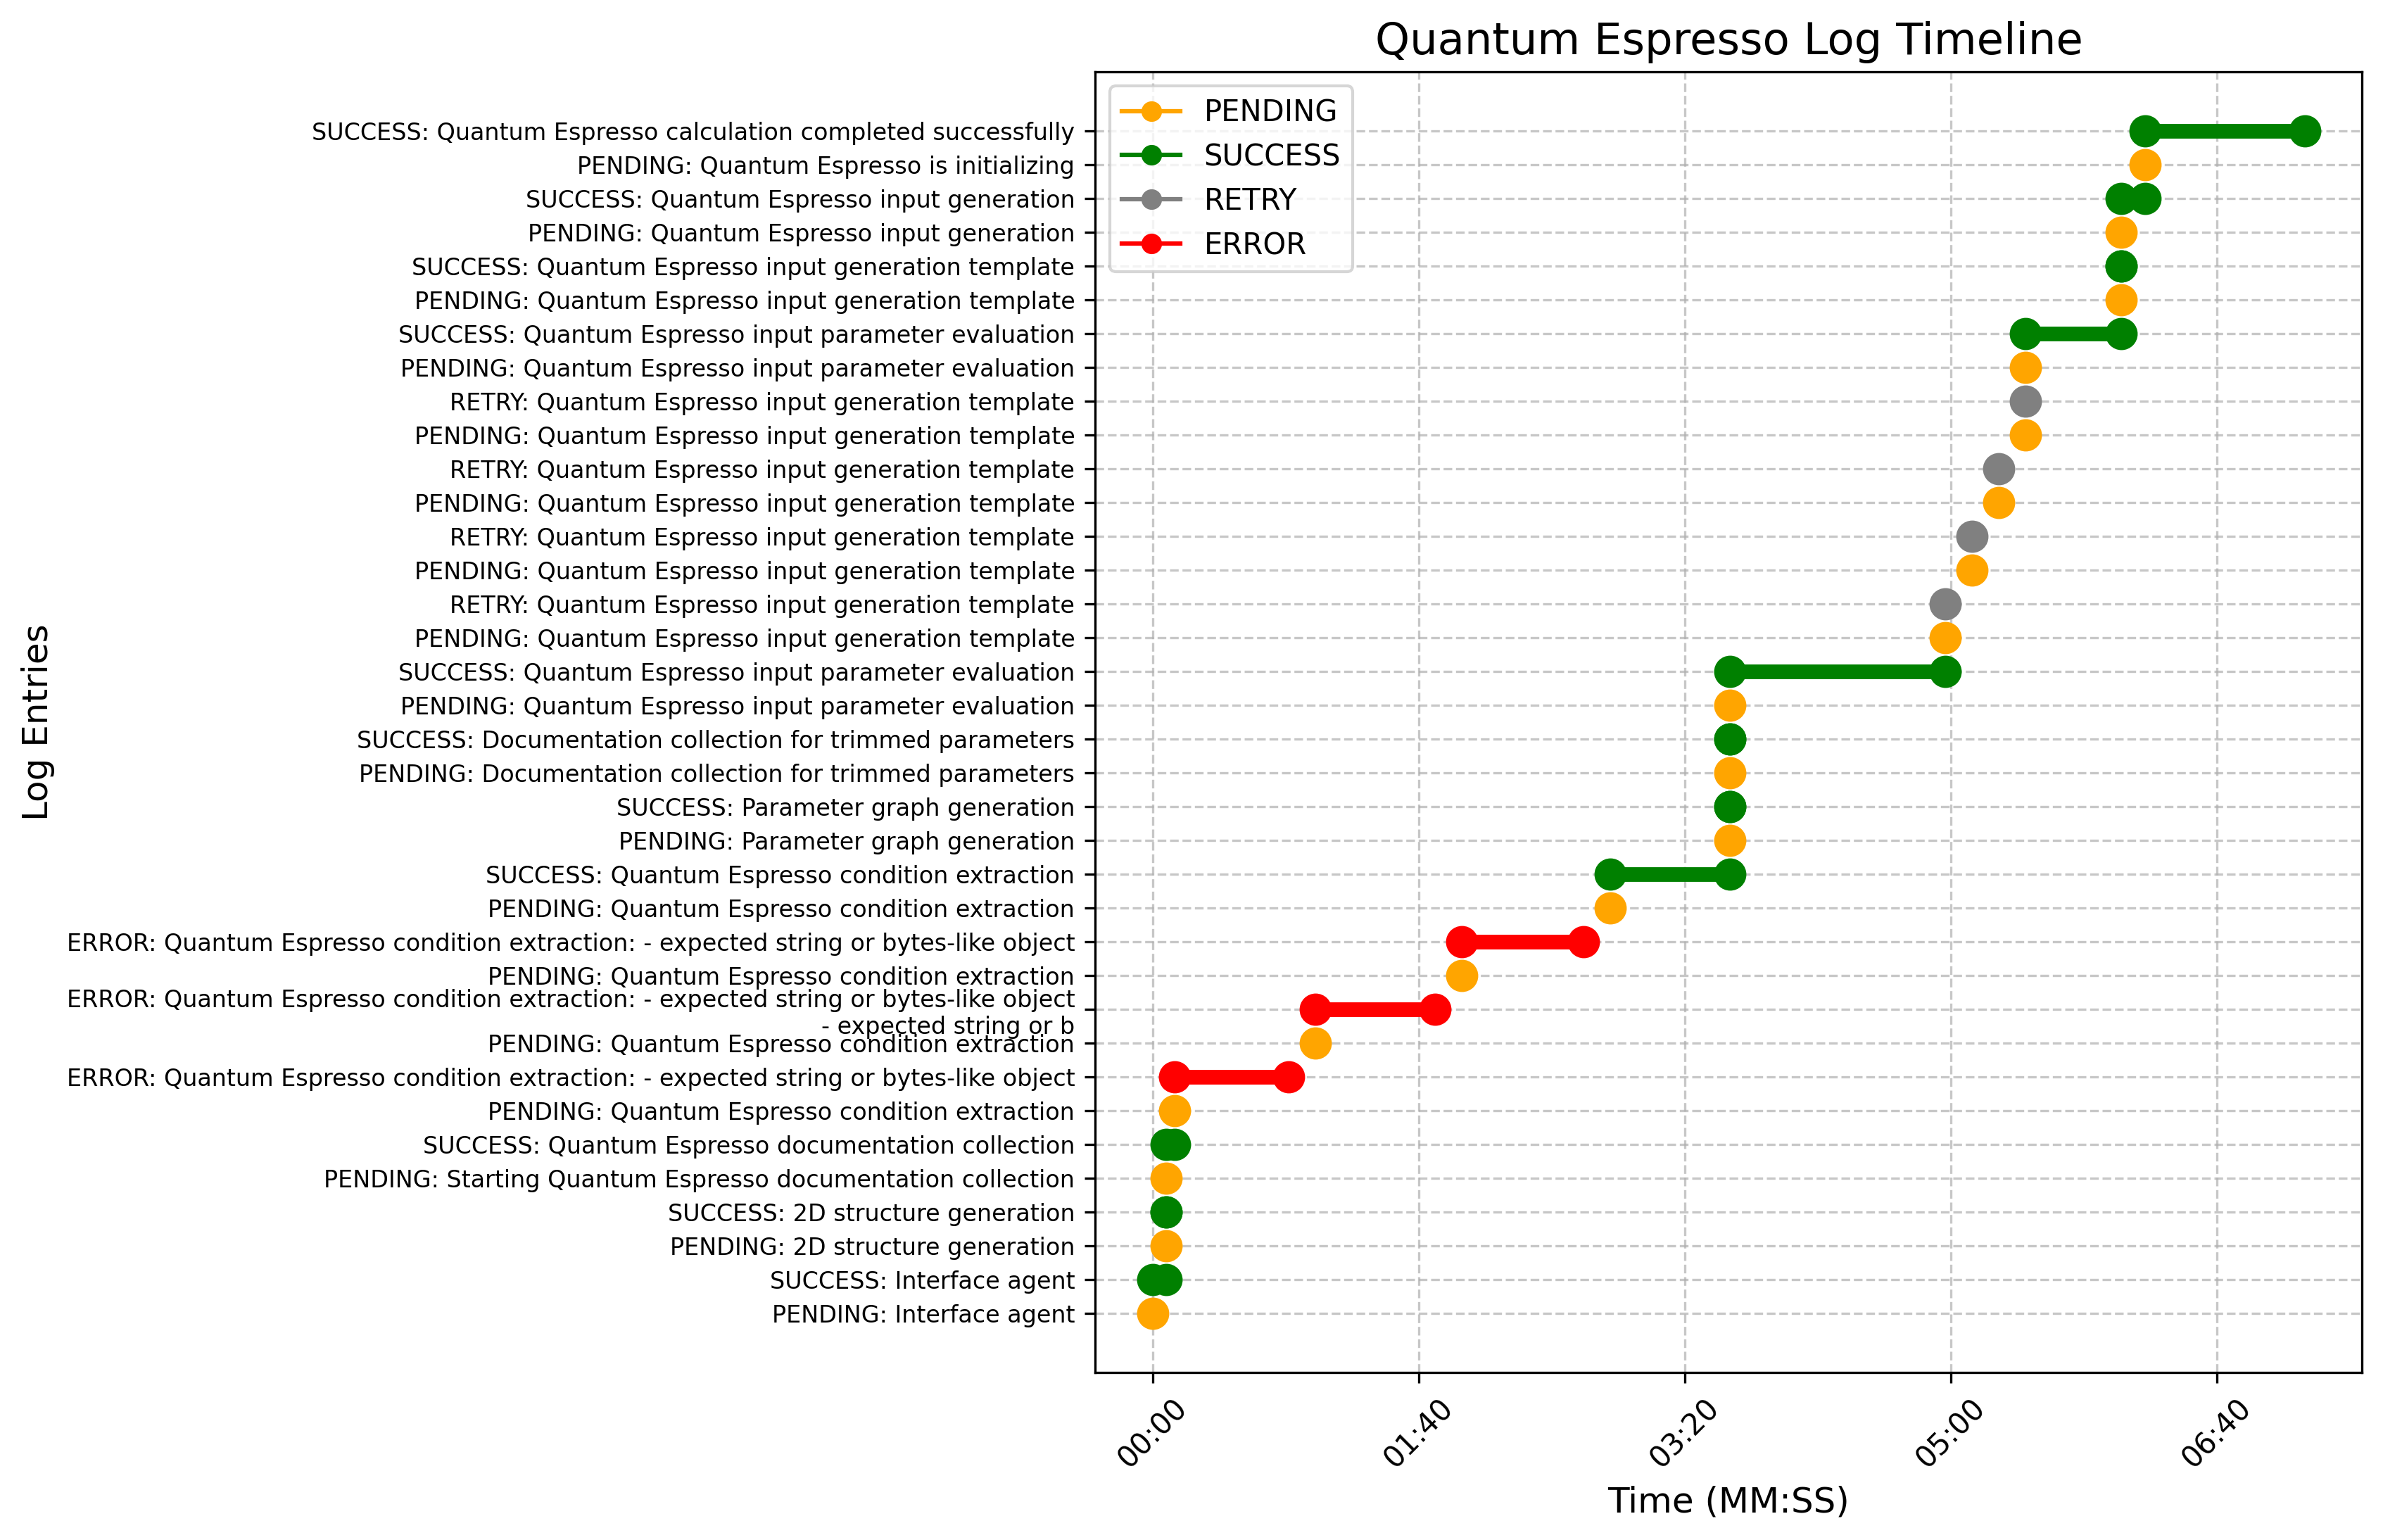 Quantum Espresso Log Timeline
PENDING
SUCCESS
RETRY
ERROR
Log Entries
SUCCESS: Quantum Espresso calculation completed successfully
PENDING: Quantum Espresso is initializing
SUCCESS: Quantum Espresso input generation
PENDING: Quantum Espresso input generation
SUCCESS: Quantum Espresso input generation template
PENDING: Quantum Espresso input generation template
SUCCESS: Quantum Espresso input parameter evaluation
PENDING: Quantum Espresso input parameter evaluation
RETRY: Quantum Espresso input generation template
PENDING: Quantum Espresso input generation template
RETRY: Quantum Espresso input generation template
PENDING: Quantum Espresso input generation template
RETRY: Quantum Espresso input generation template
PENDING: Quantum Espresso input generation template
RETRY: Quantum Espresso input generation template
PENDING: Quantum Espresso input generation template
SUCCESS: Quantum Espresso input parameter evaluation
PENDING: Quantum Espresso input parameter evaluation
SUCCESS: Documentation collection for trimmed parameters
PENDING: Documentation collection for trimmed parameters
SUCCESS: Parameter graph generation
PENDING: Parameter graph generation
SUCCESS: Quantum Espresso condition extraction
PENDING: Quantum Espresso condition extraction
ERROR: Quantum Espresso condition extraction: - expected string or bytes-like object
PENDING: Quantum Espresso condition extraction
ERROR: Quantum Espresso condition extraction: - expected string or bytes-like object
- expected string or b
PENDING: Quantum Espresso condition extraction
ERROR: Quantum Espresso condition extraction: - expected string or bytes-like object
PENDING: Quantum Espresso condition extraction
SUCCESS: Quantum Espresso documentation collection
PENDING: Starting Quantum Espresso documentation collection
SUCCESS: 2D structure generation
PENDING: 2D structure generation
SUCCESS: Interface agent
PENDING: Interface agent
00:00
01:40
03:20
05:00
06:40
Time (MM:SS)